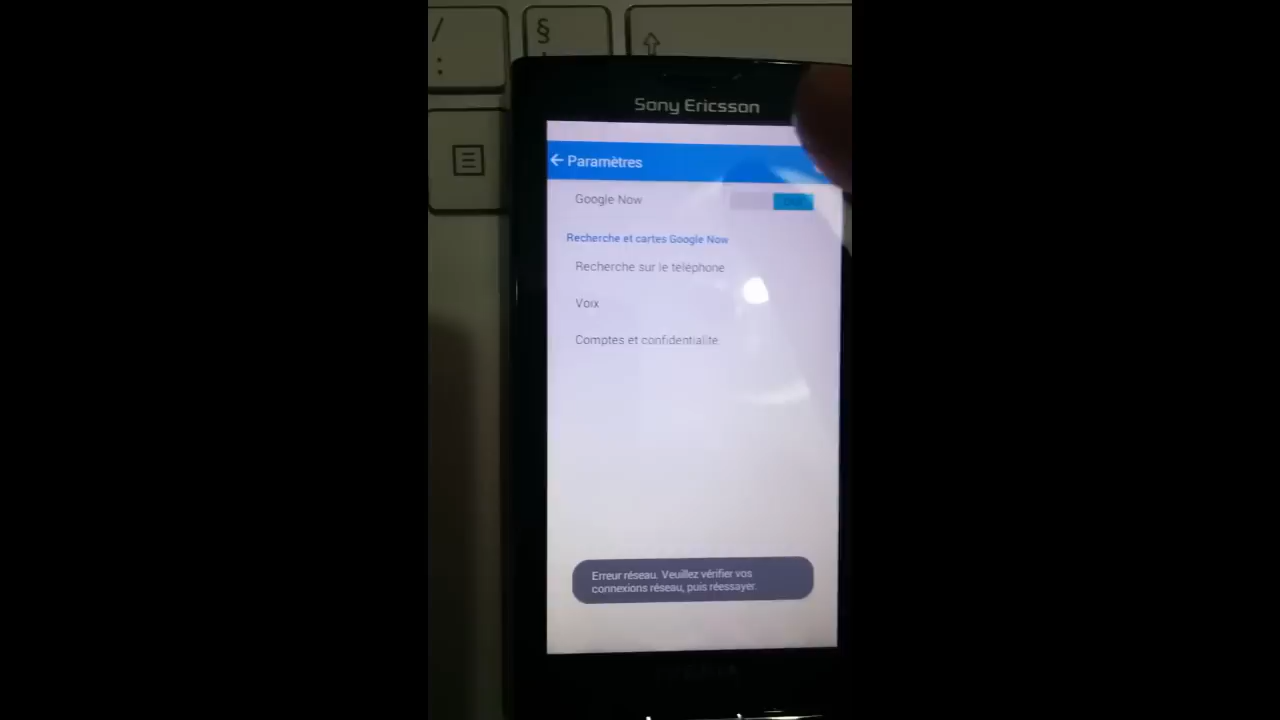 /
:
§
Sony Ericsson
Paramètres
Google Now
Recherche et cartes Google Now
Recherche sur le téléphone
Voix
Comptes et confidentialité
Erreur réseau. Veuillez vérifier vos
connexions réseau, puis réessayer.